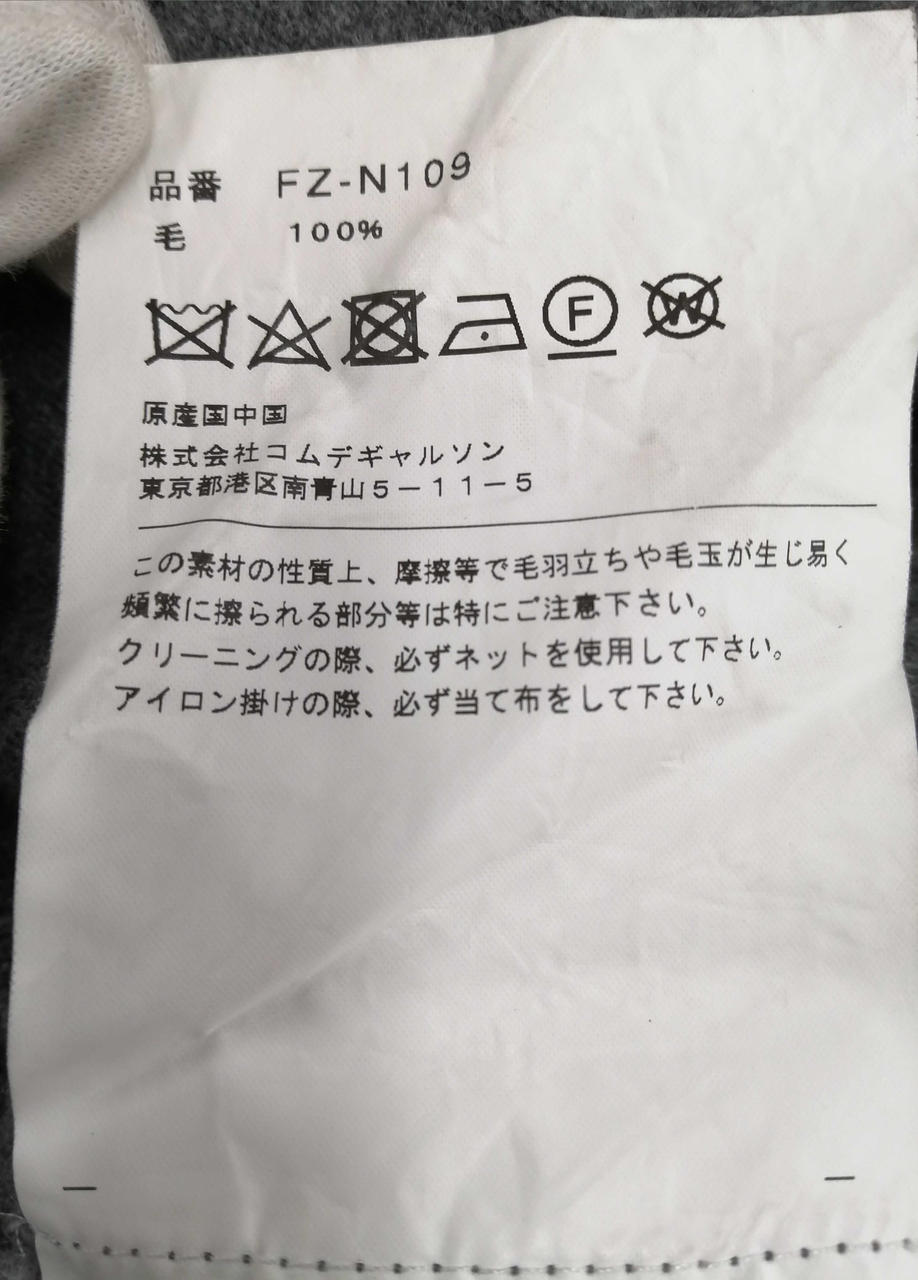 品番 FZ-N109
毛 100%
F W
原産国中国
株式会社コムデギャルソン
東京都港区南青山5-11-5
この素材の性質上、摩擦等で毛羽立ちや毛玉が生じ易く
頻繁に擦られる部分等は特にご注意下さい。
クリーニングの際、必ずネットを使用して下さい。
アイロン掛けの際、必ず当て布をして下さい。